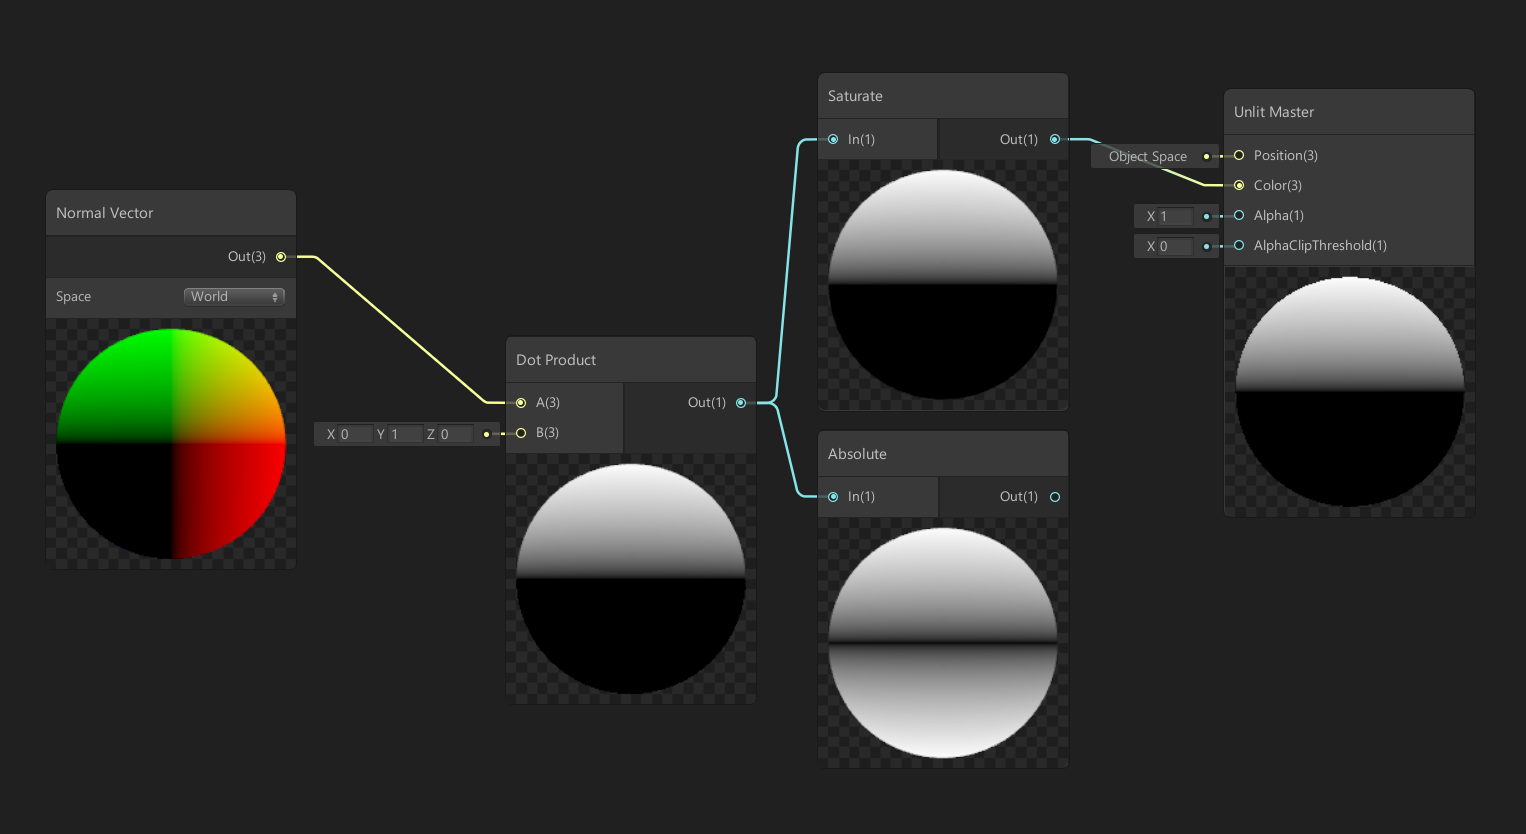 Normal Vector
Out(3)
Space World
Dot Product
A(3) Out(1)
X 0 Y 1 Z 0 B(3)
Saturate
In(1) Out(1)
Absolute
In(1) Out(1)
Unlit Master
Object Space Position(3)
Color(3)
X 1 Alpha(1)
X 0 AlphaClipThreshold(1)